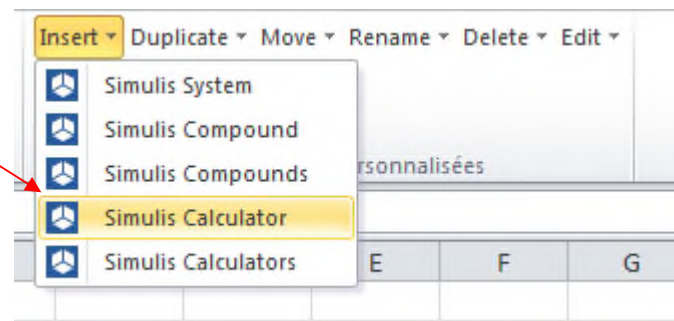 Insert Duplicate Move Rename Delete Edit
Simulis System
Simulis Compound
Simulis Compounds
rsonnalisées
Simulis Calculator
Simulis Calculators
E F G